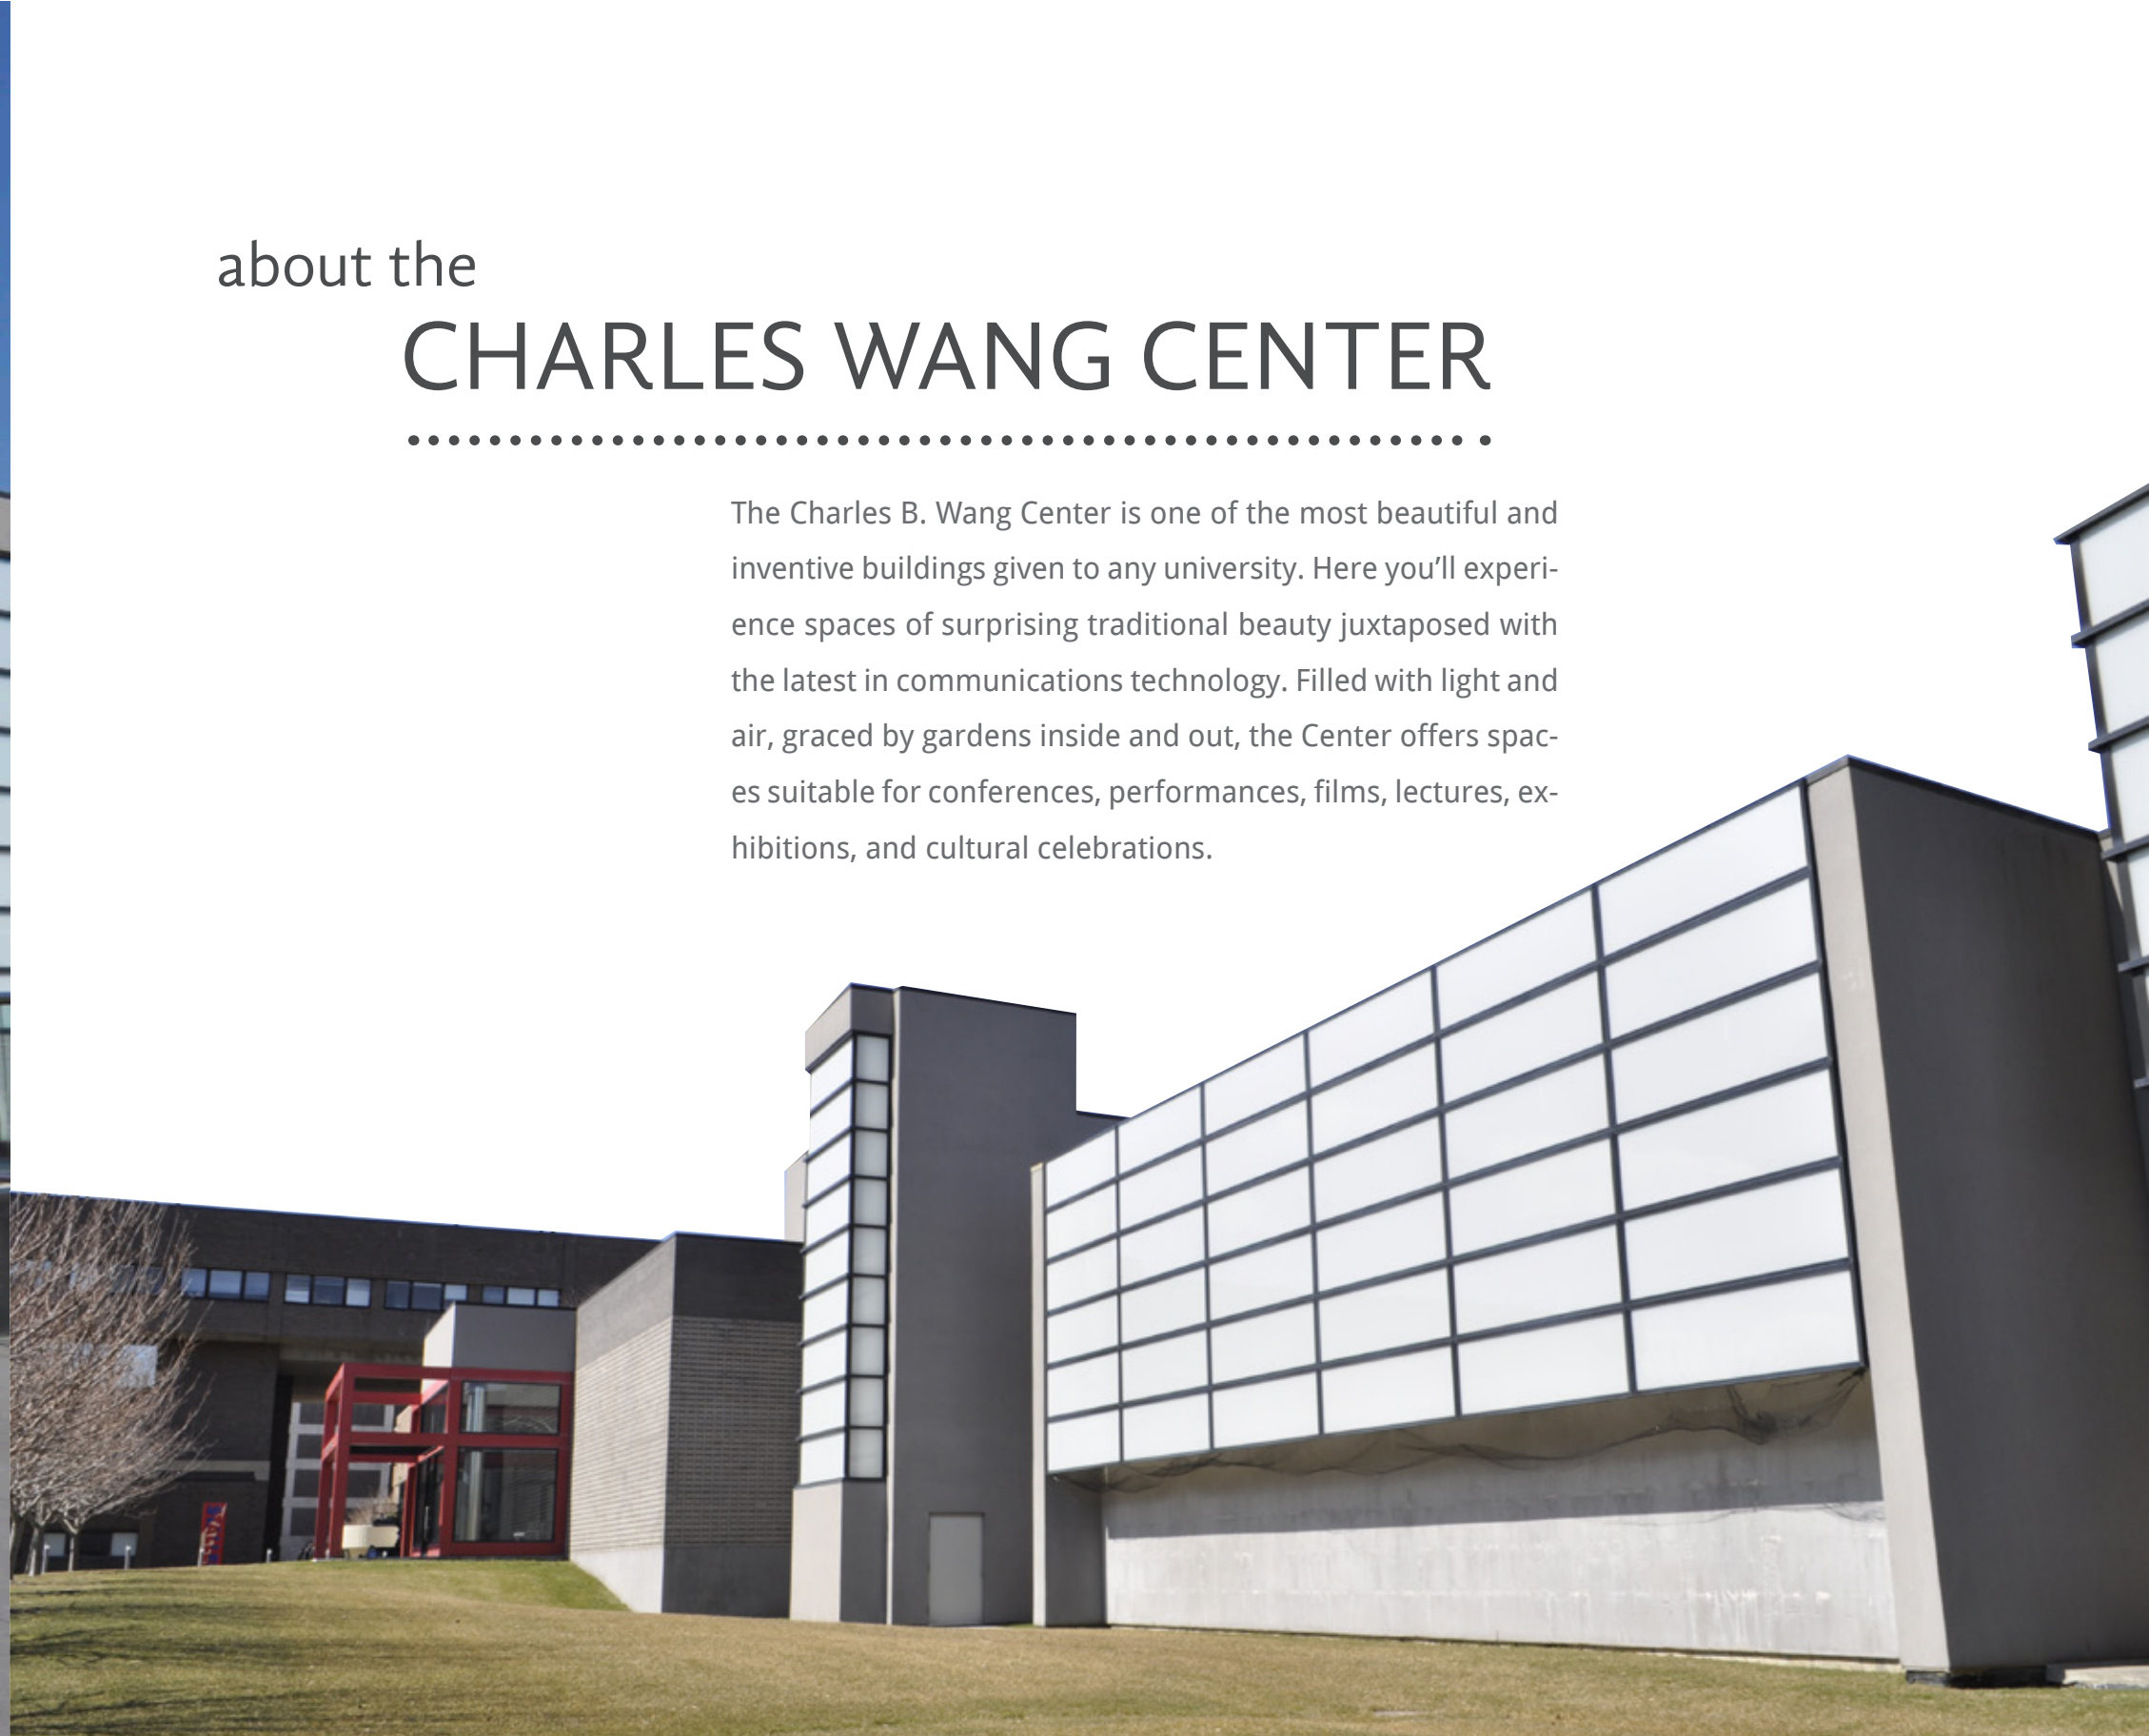 about the
CHARLES WANG CENTER
The Charles B. Wang Center is one of the most beautiful and
inventive buildings given to any university. Here you’ll experi-
ence spaces of surprising traditional beauty juxtaposed with
the latest in communications technology. Filled with light and
air, graced by gardens inside and out, the Center offers spac-
es suitable for conferences, performances, films, lectures, ex-
hibitions, and cultural celebrations.